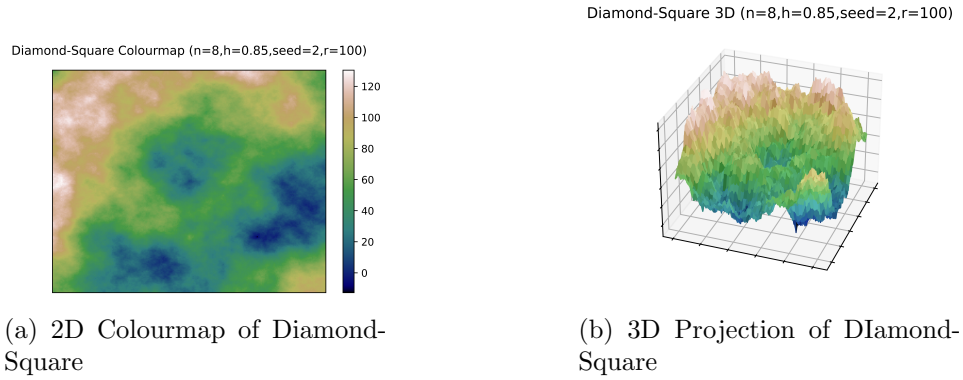 Diamond-Square 3D (n=8,h=0.85,seed=2,r=100)
Diamond-Square Colourmap (n=8,h=0.85,seed=2,r=100)
120
100
80
60
40
20
0
(a) 2D Colourmap of Diamond-
Square
(b) 3D Projection of DIamond-
Square